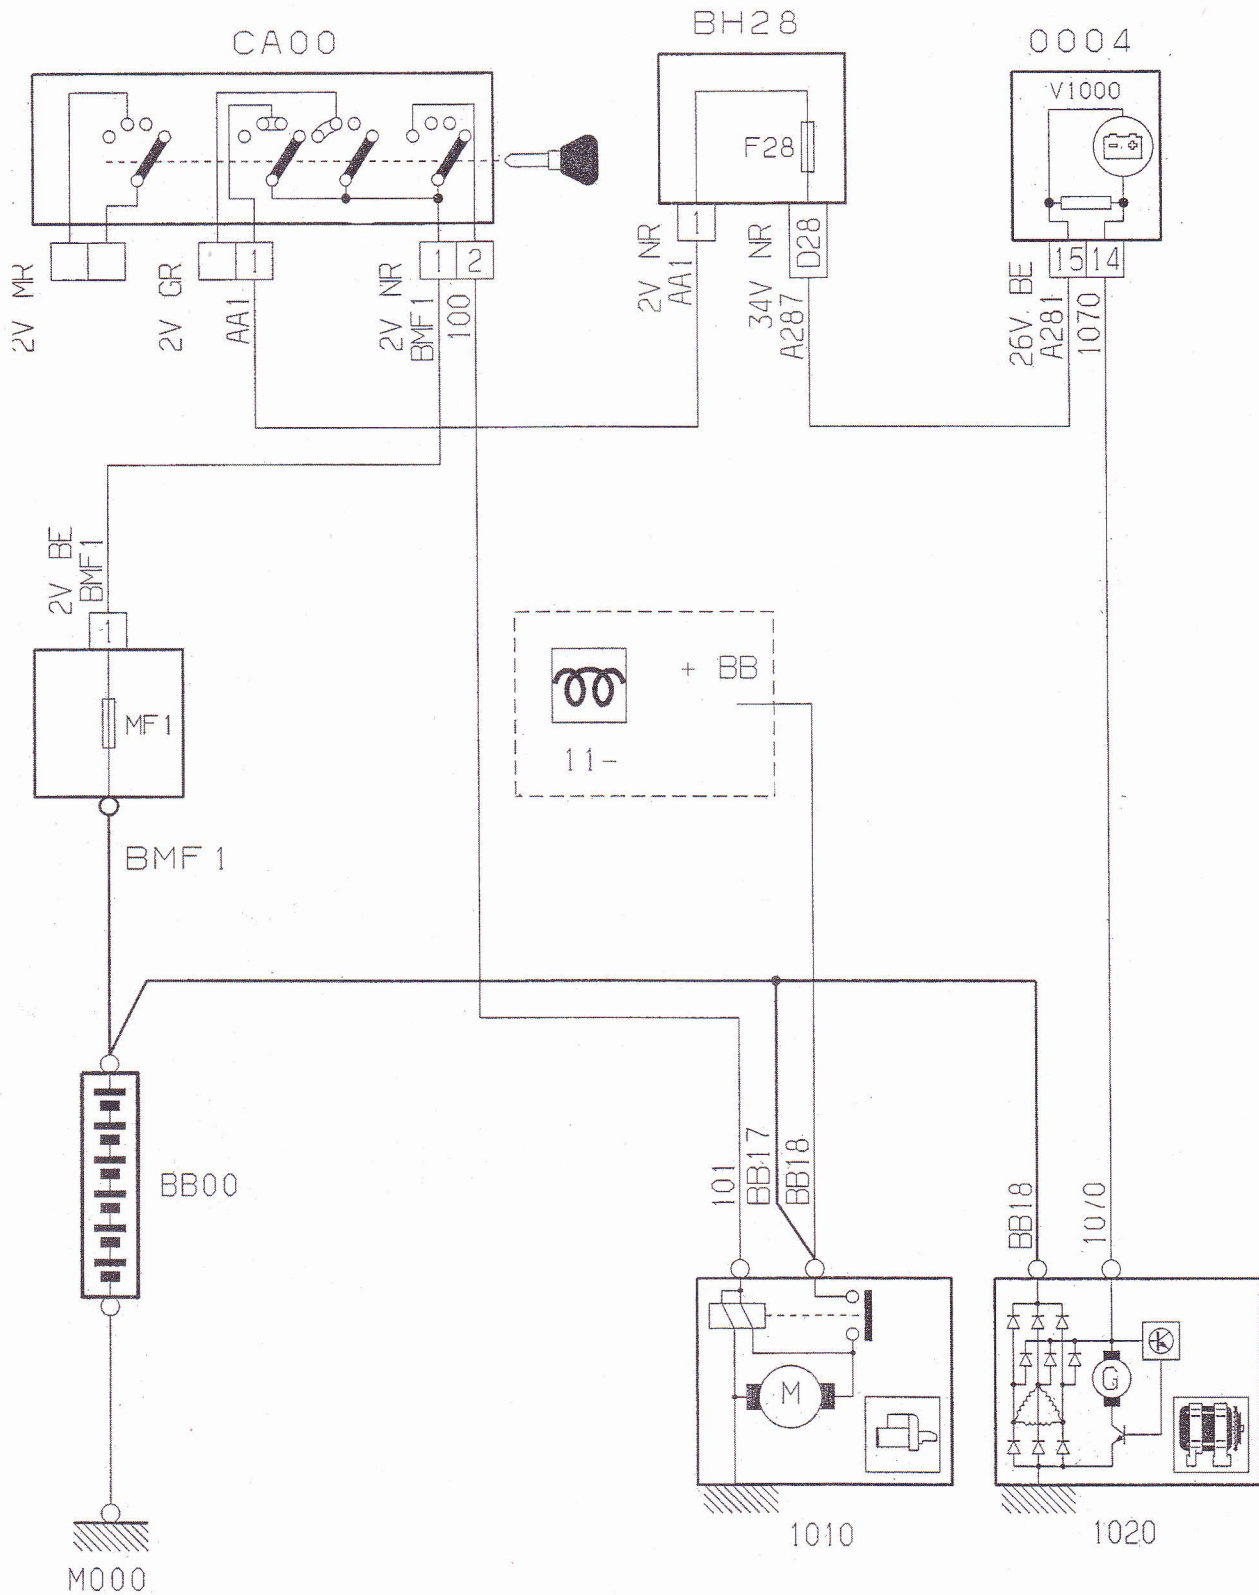 CA00
BH28
0004
V1000
F28
1
1
2
1
D28
15
14
2V MR
2V GR
AA1
2V NR
BMF1
100
2V NR
AA1
34V NR
A287
26V BE
A281
1070
2V BE
BMF1
1
MF1
+ BB
11-
BMF1
BB00
101
BB17
BB18
BB18
1070
M
G
- +
1010
1020
M000